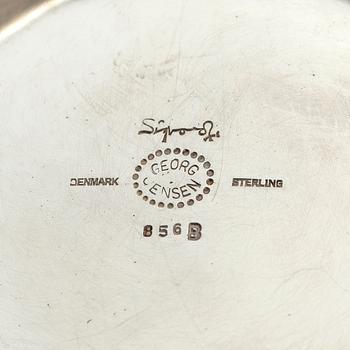 Sigvard.
GEORG
JENSEN
DENMARK
STERLING
856B